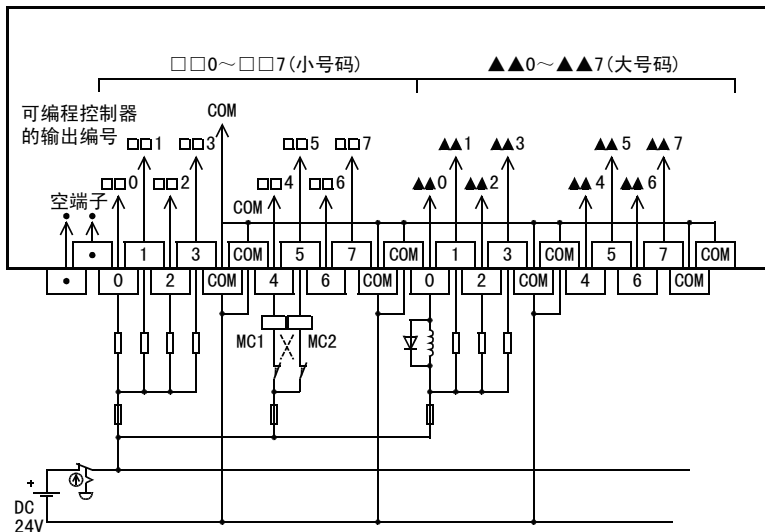 □□0～□□7(小号码) ▲▲0～▲▲7(大号码)
可编程控制器
的输出编号
COM
□□1 □□3 □□5 □□7 ▲▲1 ▲▲3 ▲▲5 ▲▲7
□□0 □□2 □□4 □□6 ▲▲0 ▲▲2 ▲▲4 ▲▲6
空端子
COM
• 1 3 COM 5 7 COM 1 3 COM 5 7 COM
• 0 2 COM 4 6 COM 0 2 COM 4 6 COM
MC1 MC2
+
DC
24V